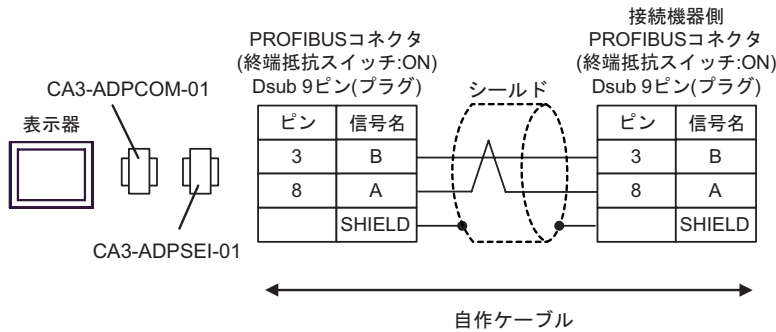 接続機器側
PROFIBUSコネクタ
(終端抵抗スイッチ:ON)
Dsub 9ピン(プラグ)
PROFIBUSコネクタ
(終端抵抗スイッチ:ON)
Dsub 9ピン(プラグ)
シールド
CA3-ADPCOM-01
表示器
CA3-ADPSEI-01
ピン 信号名
3 B
8 A
SHIELD
ピン 信号名
3 B
8 A
SHIELD
自作ケーブル